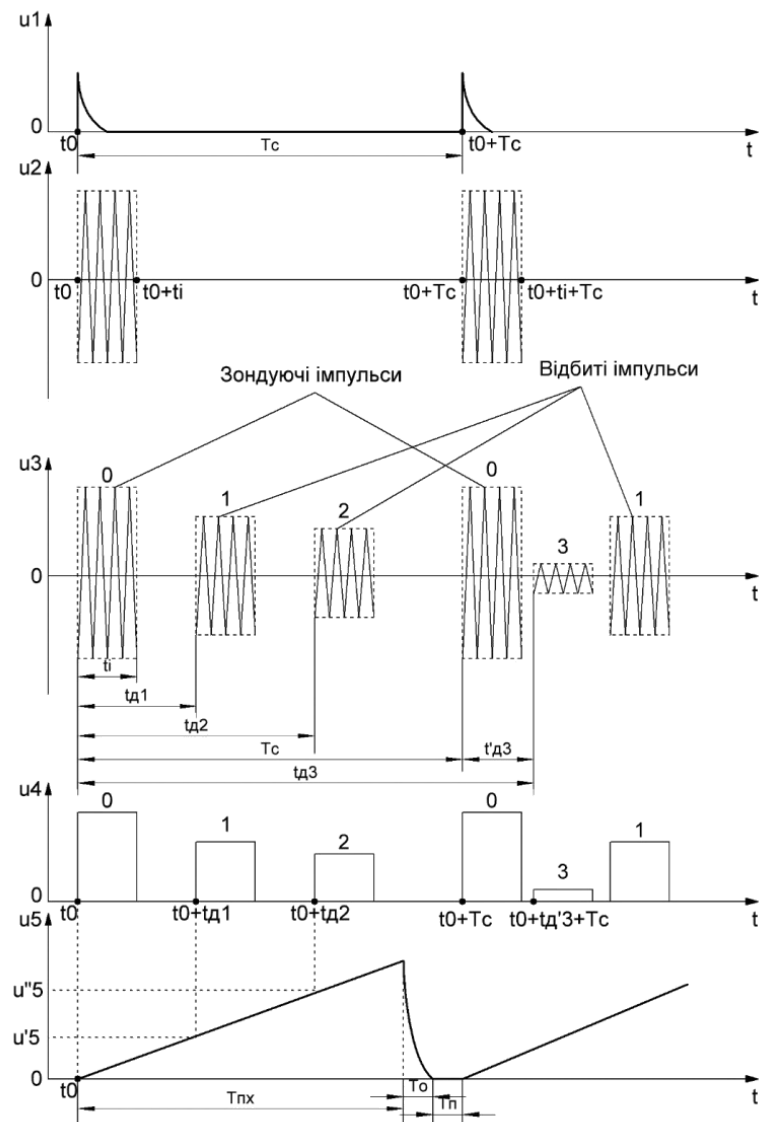 u1
0
t0
Tc
t0+Tc
t
u2
0
t0
t0+ti
t0+Tc
t0+ti+Tc
t
Зондуючі імпульси
Відбиті імпульси
u3
0
1
2
0
3
1
0
t
ti
tд1
tд2
Tc
t'д3
tд3
u4
0
1
2
0
3
1
0
t0
t0+tд1
t0+tд2
t0+Tc
t0+tд'3+Tc
t
u5
u"5
u'5
0
t0
Tпх
To
Tп
t